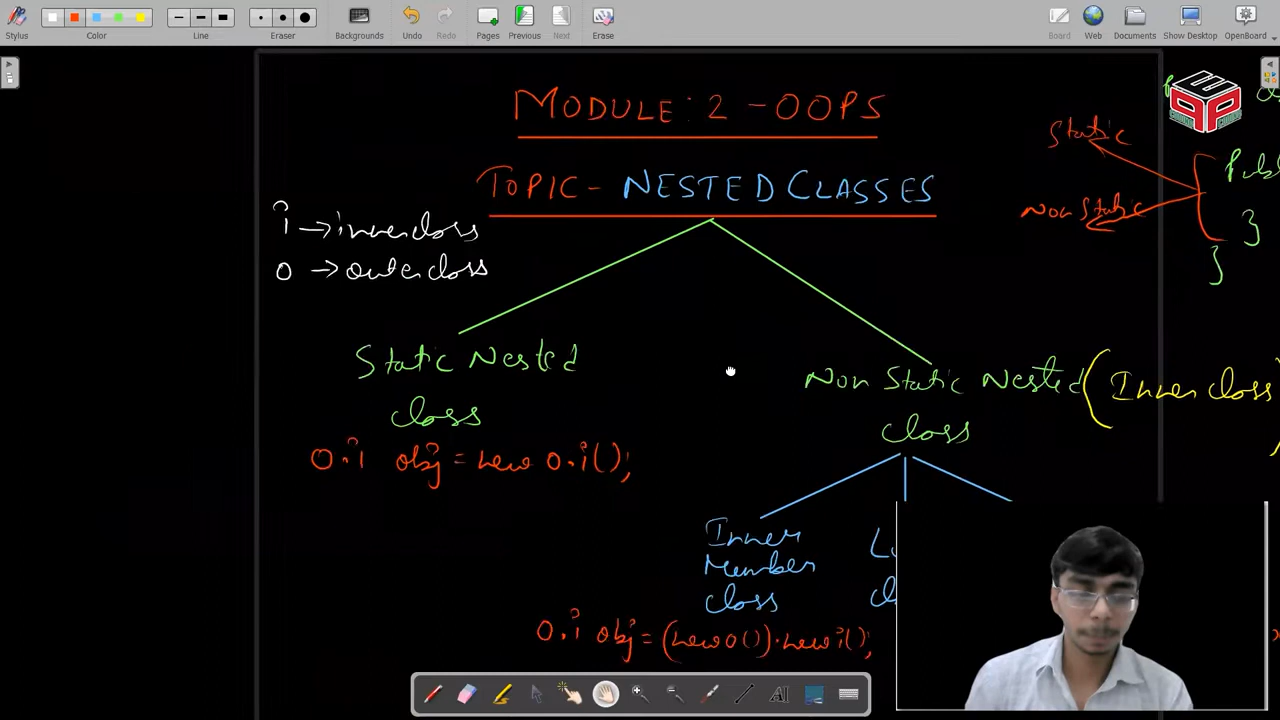 Stylus
Color
Line
Eraser
Backgrounds
Undo
Redo
Pages
Previous
Next
Erase
Board
Web
Documents
Show Desktop
OpenBoard
MODULE: 2 - OOPS
TOPIC - NESTED CLASSES
i → inner class
O → outer class
Static
Non Static
{
}
}
Static Nested
class
O.i obj = new O.i();
Non Static Nested (Inner class
class
Inner
Member
class
O.i obj = (new O()).new i();